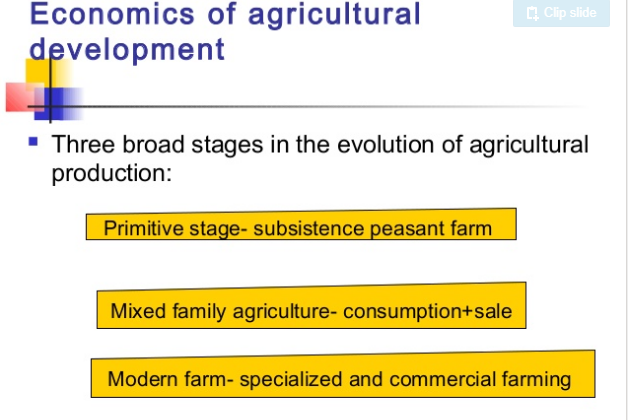 Economics of agricultural
Clip slide
development
Three broad stages in the evolution of agricultural
production:
Primitive stage- subsistence peasant farm
Mixed family agriculture- consumption+sale
Modern farm- specialized and commercial farming